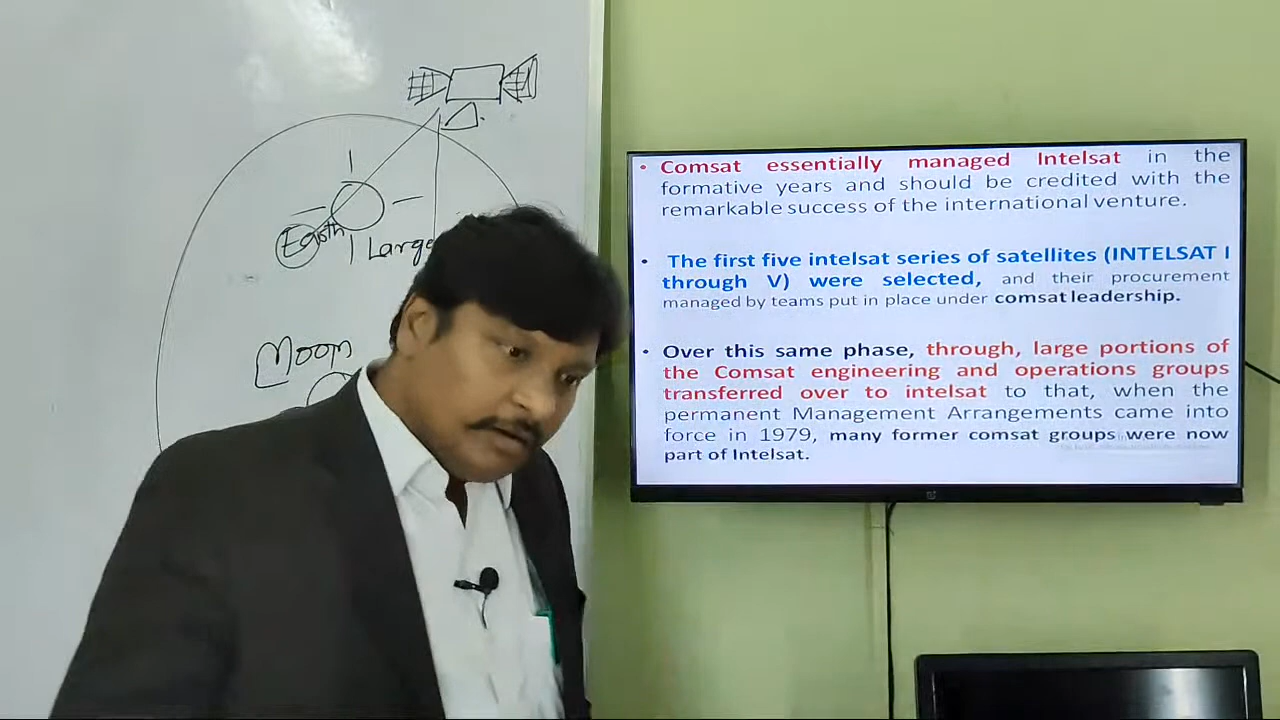 Earth
Large
Moon
• Comsat essentially managed Intelsat in the
formative years and should be credited with the
remarkable success of the international venture.
• The first five intelsat series of satellites (INTELSAT I
through V) were selected, and their procurement
managed by teams put in place under comsat leadership.
• Over this same phase, through, large portions of
the Comsat engineering and operations groups
transferred over to intelsat to that, when the
permanent Management Arrangements came into
force in 1979, many former comsat groups were now
part of Intelsat.